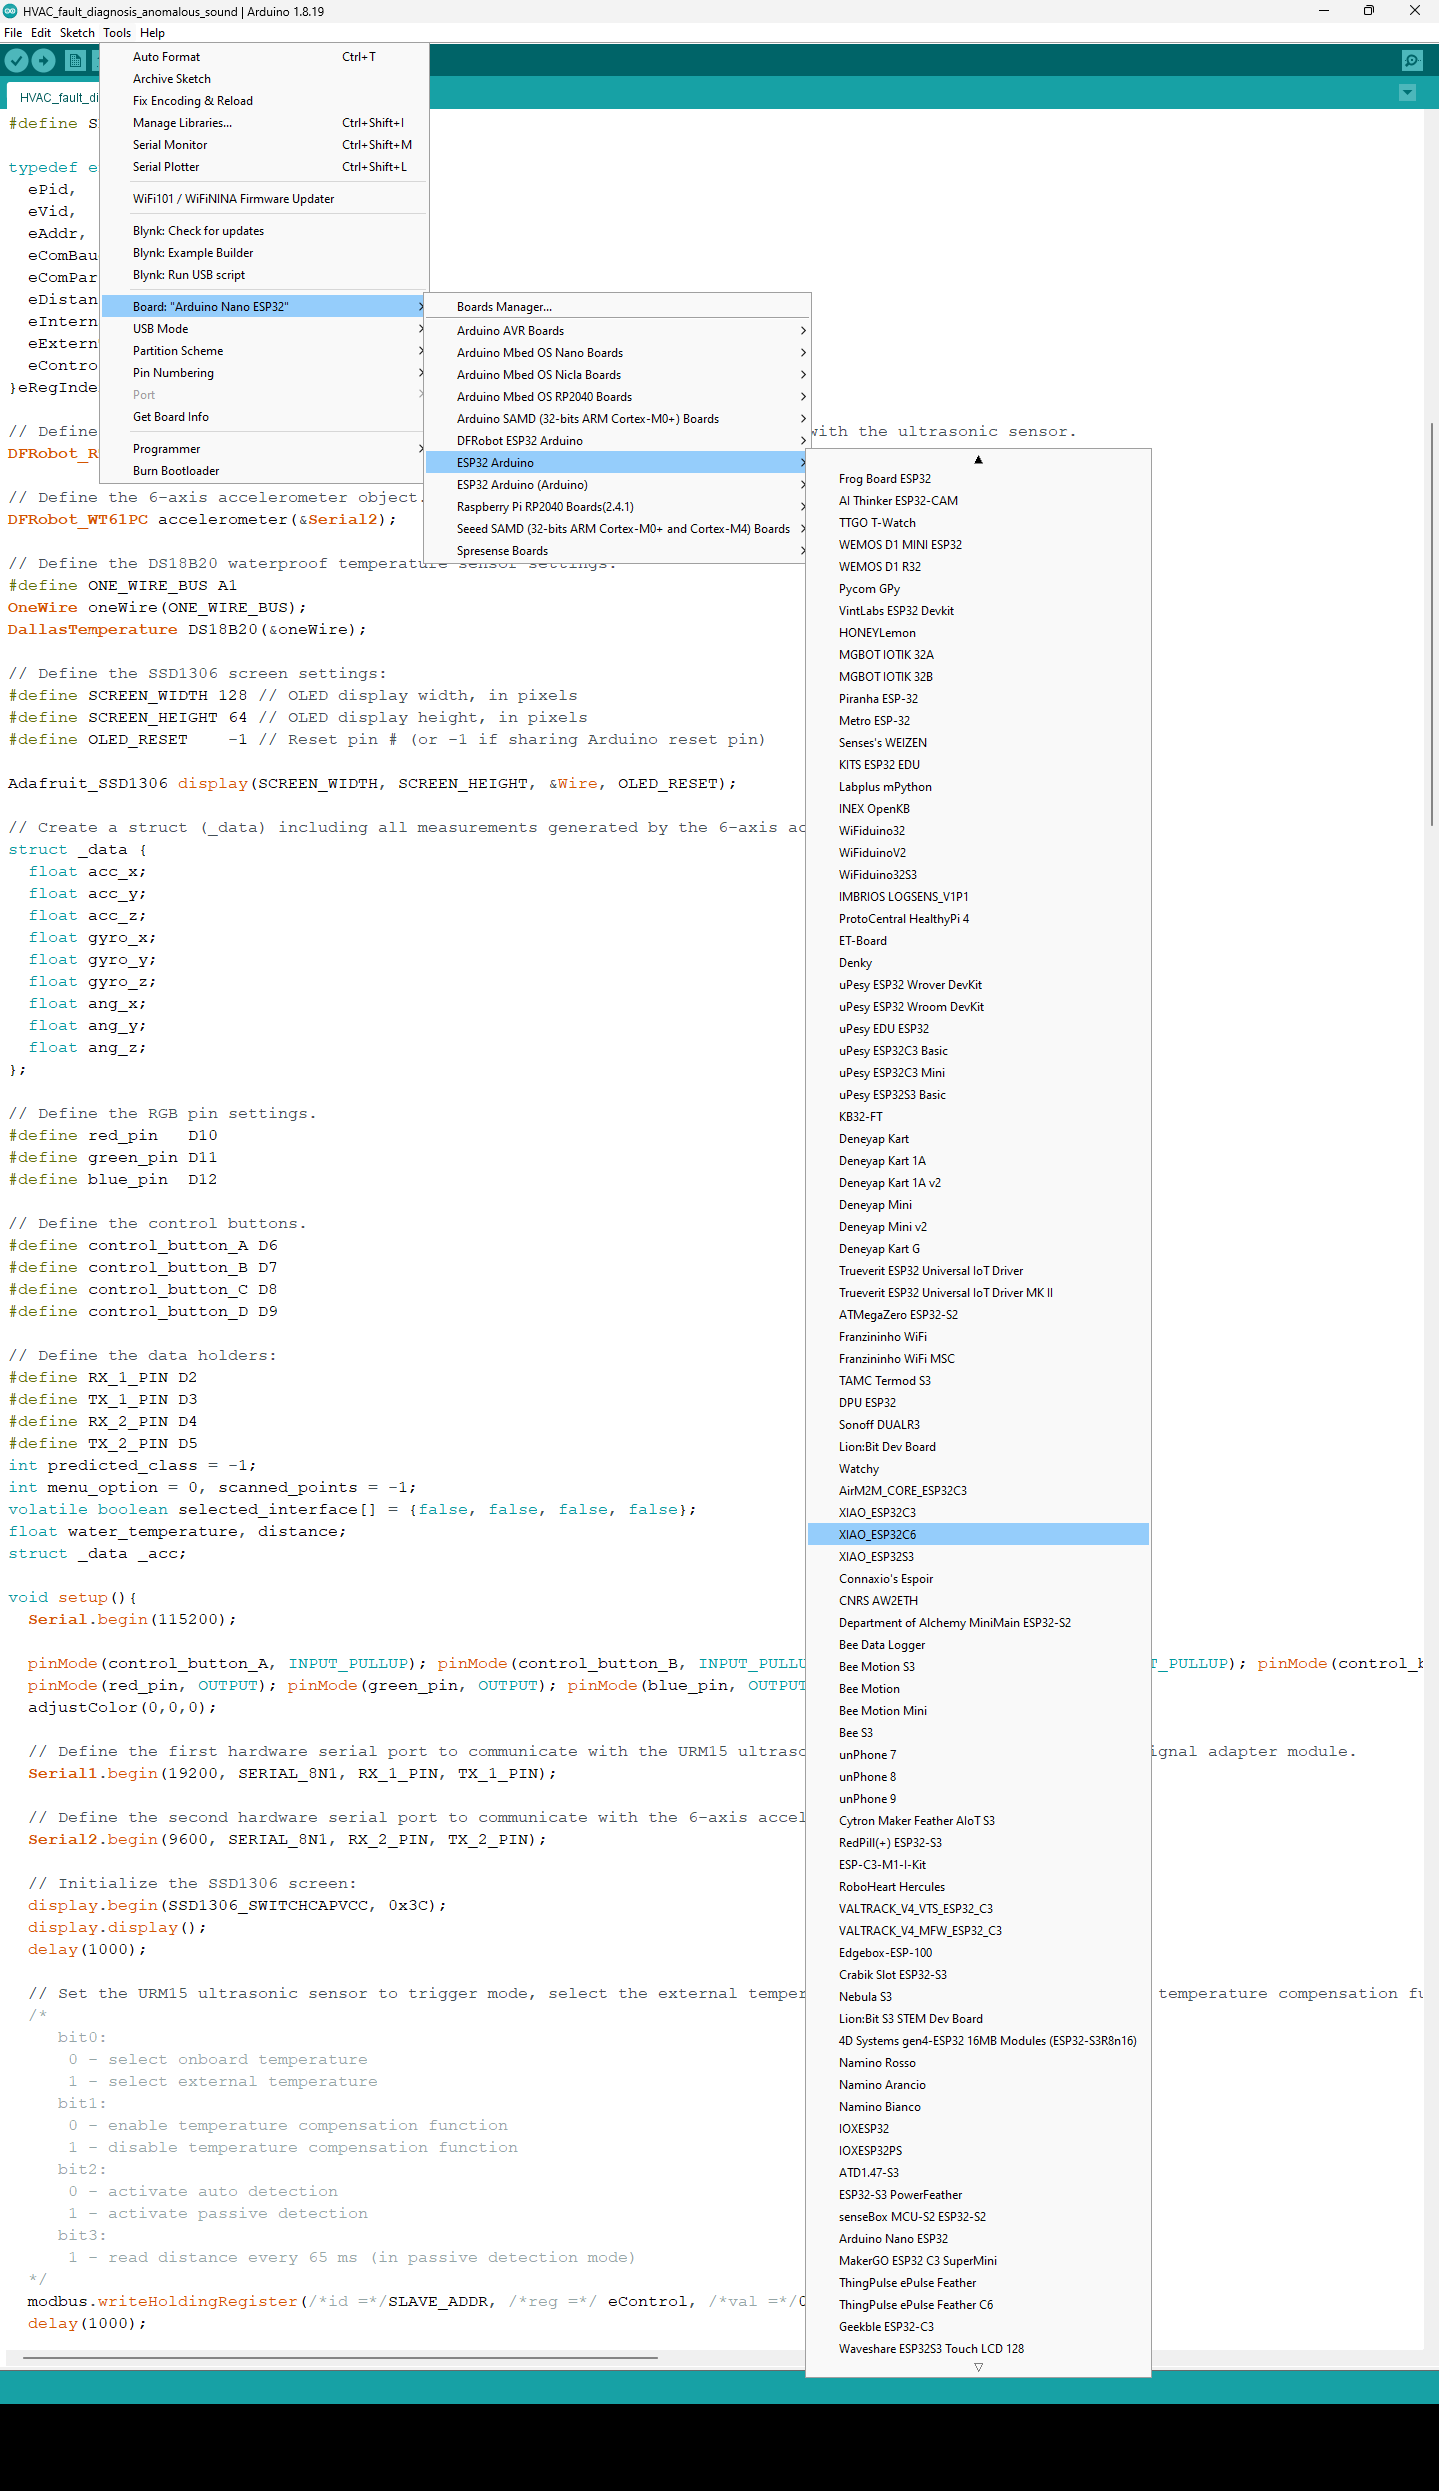 HVAC_fault_diagnosis_anomalous_sound | Arduino 1.8.19
File Edit Sketch Tools Help
HVAC_fault_di
Auto Format Ctrl+T
Archive Sketch
Fix Encoding & Reload
Manage Libraries... Ctrl+Shift+I
Serial Monitor Ctrl+Shift+M
Serial Plotter Ctrl+Shift+L
WiFi101 / WiFiNINA Firmware Updater
Blynk: Check for updates
Blynk: Example Builder
Blynk: Run USB script
Board: "Arduino Nano ESP32"
USB Mode
Partition Scheme
Pin Numbering
Port
Get Board Info
Programmer
Burn Bootloader
Boards Manager...
Arduino AVR Boards
Arduino Mbed OS Nano Boards
Arduino Mbed OS Nicla Boards
Arduino Mbed OS RP2040 Boards
Arduino SAMD (32-bits ARM Cortex-M0+) Boards
DFRobot ESP32 Arduino
ESP32 Arduino
ESP32 Arduino (Arduino)
Raspberry Pi RP2040 Boards(2.4.1)
Seeed SAMD (32-bits ARM Cortex-M0+ and Cortex-M4) Boards
Spresense Boards
Frog Board ESP32
AI Thinker ESP32-CAM
TTGO T-Watch
WEMOS D1 MINI ESP32
WEMOS D1 R32
Pycom GPy
VintLabs ESP32 Devkit
HONEYLemon
MGBOT IOTIK 32A
MGBOT IOTIK 32B
Piranha ESP-32
Metro ESP-32
Senses's WEIZEN
KITS ESP32 EDU
Labplus mPython
INEX OpenKB
WiFiduino32
WiFiduinoV2
WiFiduino32S3
IMBRIOS LOGSENS_V1P1
ProtoCentral HealthyPi 4
ET-Board
Denky
uPesy ESP32 Wrover DevKit
uPesy ESP32 Wroom DevKit
uPesy EDU ESP32
uPesy ESP32C3 Basic
uPesy ESP32C3 Mini
uPesy ESP32S3 Basic
KB32-FT
Deneyap Kart
Deneyap Kart 1A
Deneyap Kart 1A v2
Deneyap Mini
Deneyap Mini v2
Deneyap Kart G
Trueverit ESP32 Universal IoT Driver
Trueverit ESP32 Universal IoT Driver MK II
ATMegaZero ESP32-S2
Franzininho WiFi
Franzininho WiFi MSC
TAMC Termod S3
DPU ESP32
Sonoff DUALR3
Lion:Bit Dev Board
Watchy
AirM2M_CORE_ESP32C3
XIAO_ESP32C3
XIAO_ESP32C6
XIAO_ESP32S3
Connaxio's Espoir
CNRS AW2ETH
Department of Alchemy MiniMain ESP32-S2
Bee Data Logger
Bee Motion S3
Bee Motion
Bee Motion Mini
Bee S3
unPhone 7
unPhone 8
unPhone 9
Cytron Maker Feather AIoT S3
RedPill(+) ESP32-S3
ESP-C3-M1-I-Kit
RoboHeart Hercules
VALTRACK_V4_VTS_ESP32_C3
VALTRACK_V4_MFW_ESP32_C3
Edgebox-ESP-100
Crabik Slot ESP32-S3
Nebula S3
Lion:Bit S3 STEM Dev Board
4D Systems gen4-ESP32 16MB Modules (ESP32-S3R8n16)
Namino Rosso
Namino Arancio
Namino Bianco
IOXESP32
IOXESP32PS
ATD1.47-S3
ESP32-S3 PowerFeather
senseBox MCU-S2 ESP32-S2
Arduino Nano ESP32
MakerGO ESP32 C3 SuperMini
ThingPulse ePulse Feather
ThingPulse ePulse Feather C6
Geekble ESP32-C3
Waveshare ESP32S3 Touch LCD 128
#define S
typedef e
ePid,
eVid,
eAddr,
eComBau
eComPar
eDistan
eIntern
eExtern
eContro
}eRegInde
// Define with the ultrasonic sensor.
DFRobot_R
// Define the 6-axis accelerometer object.
DFRobot_WT61PC accelerometer(&Serial2);
// Define the DS18B20 waterproof temperature sensor settings.
#define ONE_WIRE_BUS A1
OneWire oneWire(ONE_WIRE_BUS);
DallasTemperature DS18B20(&oneWire);
// Define the SSD1306 screen settings:
#define SCREEN_WIDTH 128 // OLED display width, in pixels
#define SCREEN_HEIGHT 64 // OLED display height, in pixels
#define OLED_RESET    -1 // Reset pin # (or -1 if sharing Arduino reset pin)
Adafruit_SSD1306 display(SCREEN_WIDTH, SCREEN_HEIGHT, &Wire, OLED_RESET);
// Create a struct (_data) including all measurements generated by the 6-axis ac
struct _data {
float acc_x;
float acc_y;
float acc_z;
float gyro_x;
float gyro_y;
float gyro_z;
float ang_x;
float ang_y;
float ang_z;
};
// Define the RGB pin settings.
#define red_pin   D10
#define green_pin D11
#define blue_pin  D12
// Define the control buttons.
#define control_button_A D6
#define control_button_B D7
#define control_button_C D8
#define control_button_D D9
// Define the data holders:
#define RX_1_PIN D2
#define TX_1_PIN D3
#define RX_2_PIN D4
#define TX_2_PIN D5
int predicted_class = -1;
int menu_option = 0, scanned_points = -1;
volatile boolean selected_interface[] = {false, false, false, false};
float water_temperature, distance;
struct _data _acc;
void setup(){
Serial.begin(115200);
pinMode(control_button_A, INPUT_PULLUP); pinMode(control_button_B, INPUT_PULLU T_PULLUP); pinMode(control_b
pinMode(red_pin, OUTPUT); pinMode(green_pin, OUTPUT); pinMode(blue_pin, OUTPUT
adjustColor(0,0,0);
// Define the first hardware serial port to communicate with the URM15 ultraso ignal adapter module.
Serial1.begin(19200, SERIAL_8N1, RX_1_PIN, TX_1_PIN);
// Define the second hardware serial port to communicate with the 6-axis accel
Serial2.begin(9600, SERIAL_8N1, RX_2_PIN, TX_2_PIN);
// Initialize the SSD1306 screen:
display.begin(SSD1306_SWITCHCAPVCC, 0x3C);
display.display();
delay(1000);
// Set the URM15 ultrasonic sensor to trigger mode, select the external temper temperature compensation fu
/*
bit0:
0 - select onboard temperature
1 - select external temperature
bit1:
0 - enable temperature compensation function
1 - disable temperature compensation function
bit2:
0 - activate auto detection
1 - activate passive detection
bit3:
1 - read distance every 65 ms (in passive detection mode)
*/
modbus.writeHoldingRegister(/*id =*/SLAVE_ADDR, /*reg =*/ eControl, /*val =*/0
delay(1000);